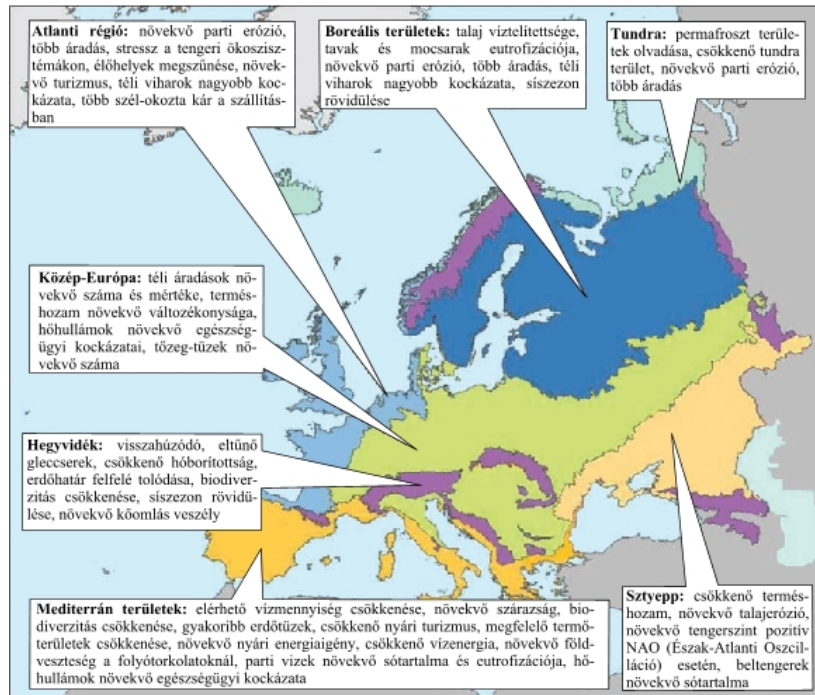 Atlanti régió: növekvő parti erózió,
több áradás, stressz a tengeri ökoszisz-
témákon, élőhelyek megszűnése, növek-
vő turizmus, téli viharok nagyobb koc-
kázata, több szél-okozta kár a szállítás-
ban
Boreális területek: talaj víztelítettsége,
tavak és mocsarak eutrofizációja,
növekvő parti erózió, több áradás, téli
viharok nagyobb kockázata, síszezon
rövidülése
Tundra: permafroszt terüle-
tek olvadása, csökkenő tundra
terület, növekvő parti erózió,
több áradás
Közép-Európa: téli áradások nö-
vekvő száma és mértéke, termés-
hozam növekvő változékonysága,
hőhullámok növekvő egészség-
ügyi kockázatai, tőzeg-tüzek nö-
vekvő száma
Hegyvidék: visszahúzódó, eltűnő
gleccserek, csökkenő hóborítottság,
erdőhatár felfelé tolódása, biodiver-
zitás csökkenése, síszezon rövidü-
lése, növekvő kőomlás veszély
Mediterrán területek: elérhető vízmennyiség csökkenése, növekvő szárazság, bio-
diverzitás csökkenése, gyakoribb erdőtüzek, csökkenő nyári turizmus, megfelelő termő-
területek csökkenése, növekvő nyári energiaigény, csökkenő vízenergia, növekvő föld-
veszteség a folyótorkolatoknál, parti vizek növekvő sótartalma és eutrofizációja, hő-
hullámok növekvő egészségügyi kockázata
Sztyepp: csökkenő termés-
hozam, növekvő talajerózió,
növekvő tengerszint pozitív
NAO (Észak-Atlanti Oszcil-
láció) esetén, beltengerek
növekvő sótartalma